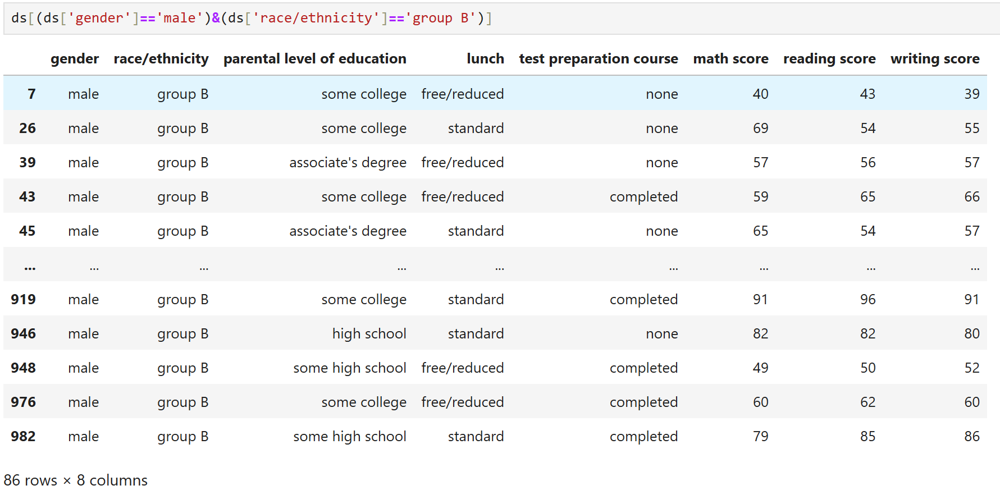 ds[(ds['gender']=='male')&(ds['race/ethnicity']=='group B')]
gender race/ethnicity parental level of education lunch test preparation course math score reading score writing score
7 male group B some college free/reduced none 40 43 39
26 male group B some college standard none 69 54 55
39 male group B associate's degree free/reduced none 57 56 57
43 male group B some college free/reduced completed 59 65 66
45 male group B associate's degree standard none 65 54 57
... ... ... ... ... ... ... ... ...
919 male group B some college standard completed 91 96 91
946 male group B high school standard none 82 82 80
948 male group B some high school free/reduced completed 49 50 52
976 male group B some college free/reduced completed 60 62 60
982 male group B some high school standard completed 79 85 86
86 rows × 8 columns